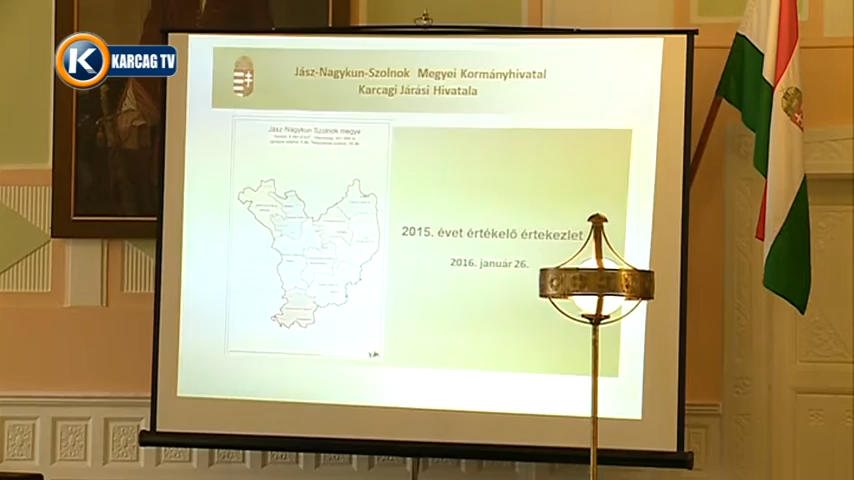 K KARCAG TV
Jász-Nagykun-Szolnok Megyei Kormányhivatal
Karcagi Járási Hivatala
Jász-Nagykun Szolnok megye
2015. évet értékelő értekezlet
2016. január 26.